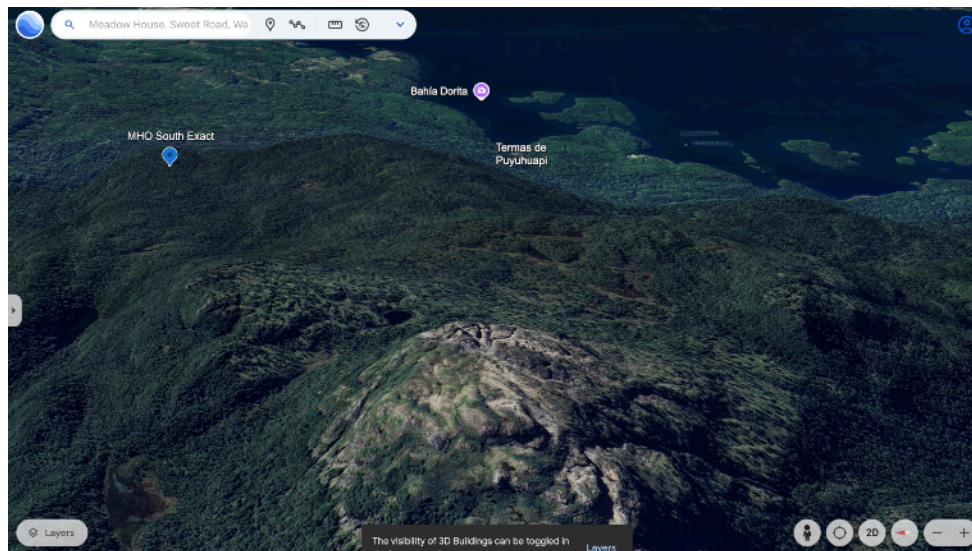 Meadow House, Sweet Road, Wa
Bahía Dorita
MHO South Exact
Termas de
Puyuhuapi
Layers
The visibility of 3D Buildings can be toggled in
Layers
2D